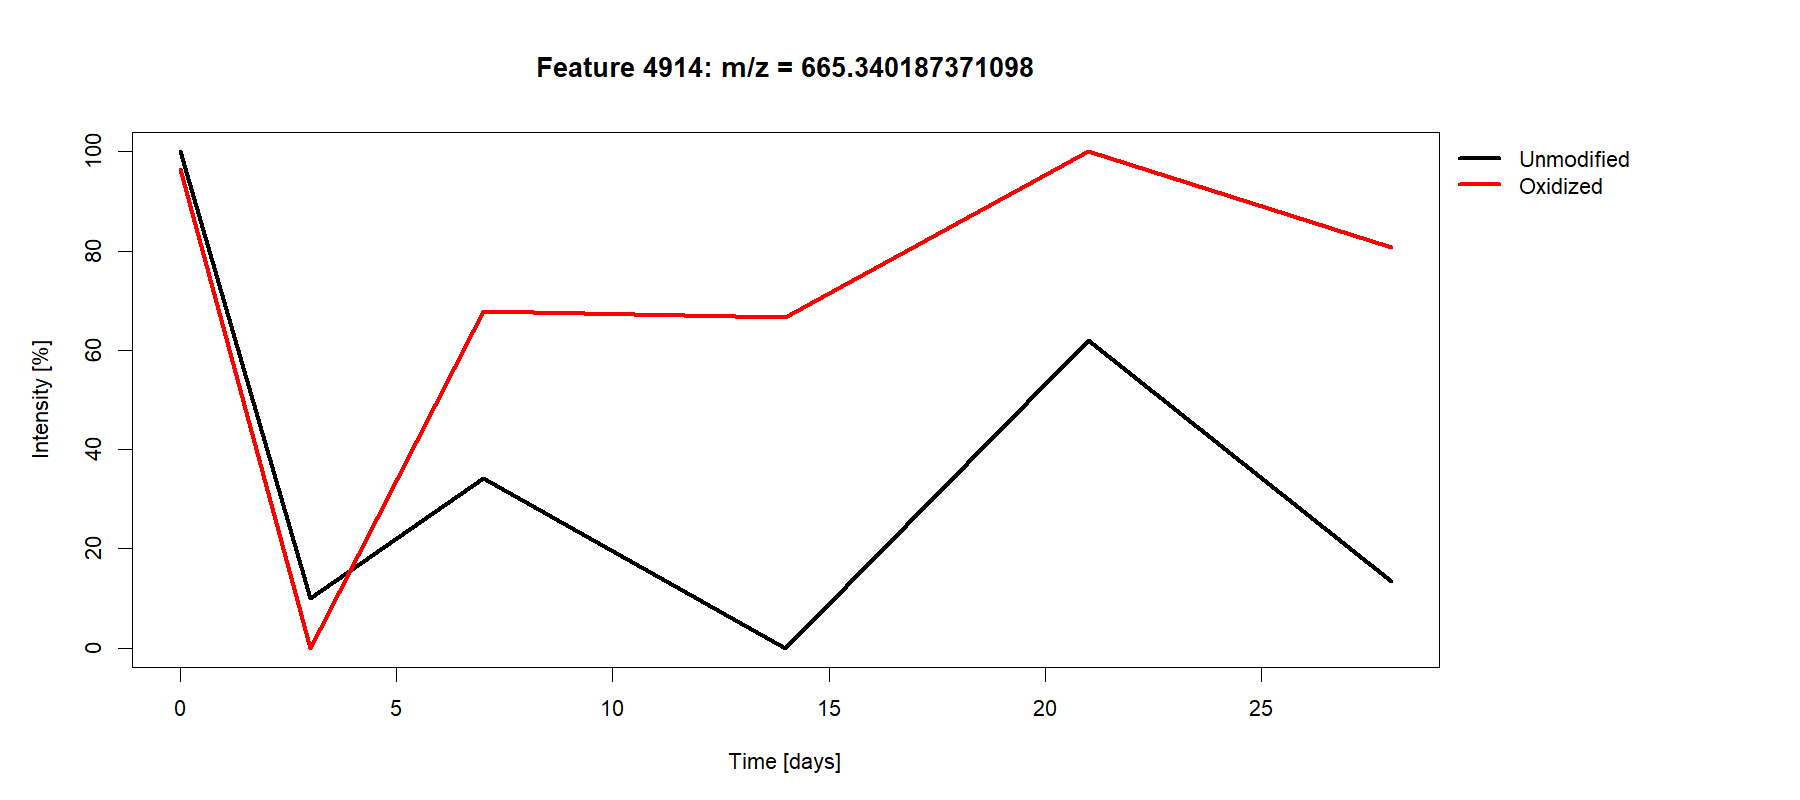 Feature 4914: m/z = 665.340187371098
Unmodified
Oxidized
Intensity [%]
100
80
60
40
20
0
0 5 10 15 20 25
Time [days]